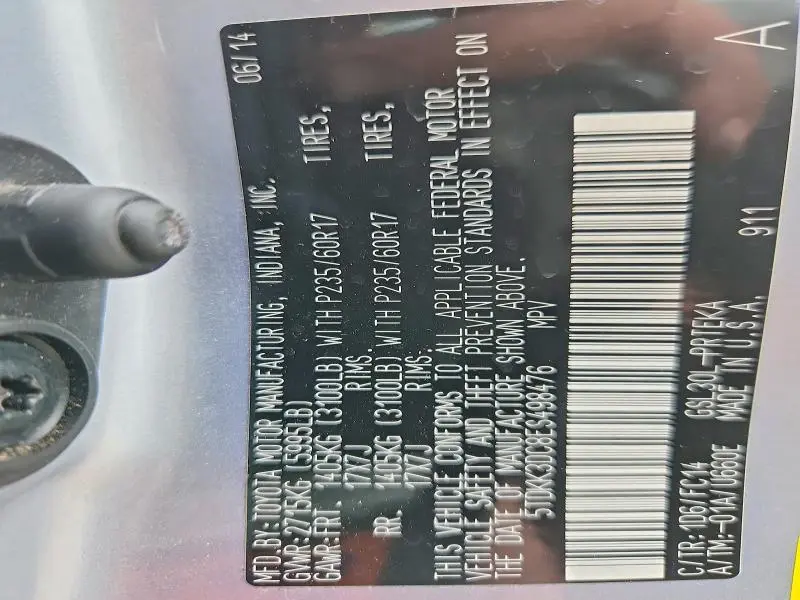 MFD.BY: TOYOTA MOTOR MANUFACTURING, INDIANA, INC. 06/14
GVWR: 2715KG (5995LB)
GAWR: FRT. 1405KG (3100LB) WITH P235/60R17 TIRES,
17X7J RIMS.
RR. 1405KG (3100LB) WITH P235/60R17 TIRES,
17X7J RIMS.
THIS VEHICLE CONFORMS TO ALL APPLICABLE FEDERAL MOTOR
VEHICLE SAFETY AND THEFT PREVENTION STANDARDS IN EFFECT ON
THE DATE OF MANUFACTURE SHOWN ABOVE.
5TDKK3DC8ES498476 MPV
C/TR: 1D6/FC14 GSL30L-PRTEKA
A/TM: -01A/U660E MADE IN U.S.A. 911 A